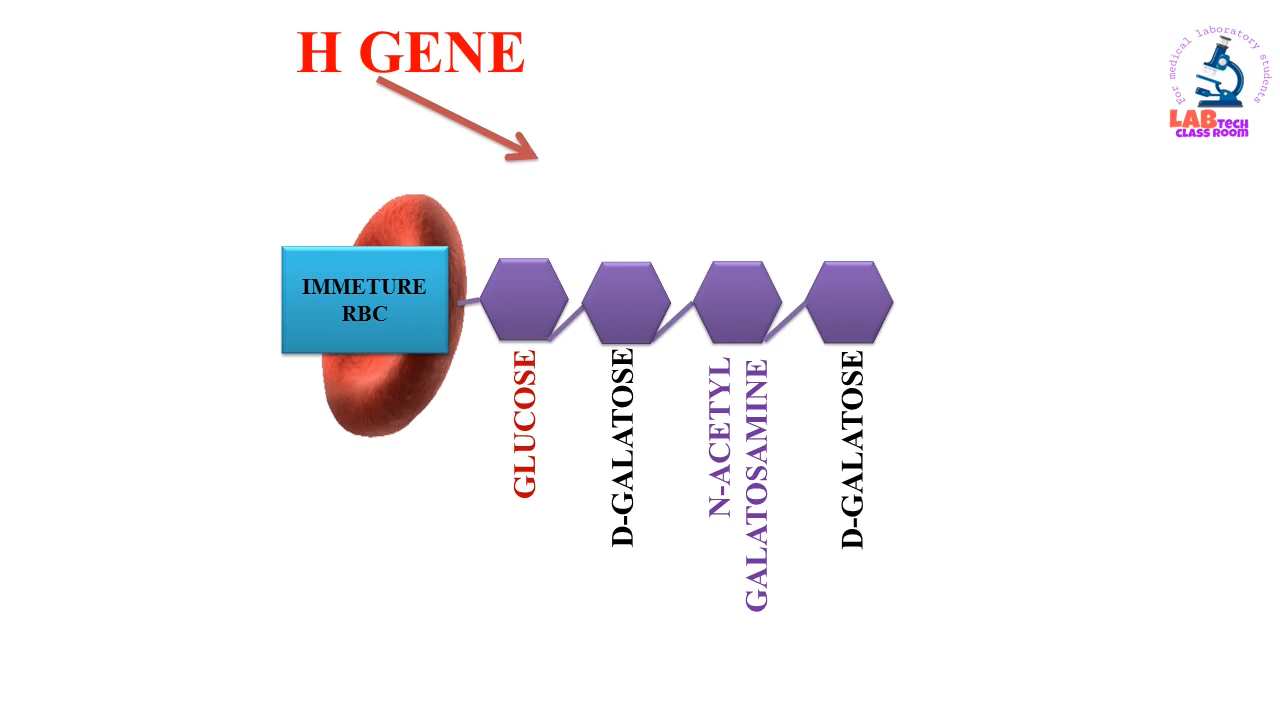 H GENE
For medical laboratory students
LAB TECH
CLASS ROOM
IMMETURE
RBC
GLUCOSE
D-GALATOSE
N-ACETYL
GALATOSAMINE
D-GALATOSE